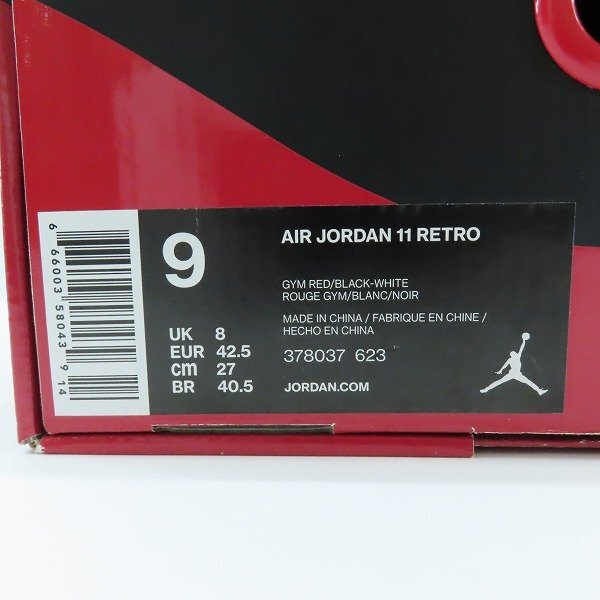 6 66003 58043 9 14
9
UK 8
EUR 42.5
cm 27
BR 40.5
AIR JORDAN 11 RETRO
GYM RED/BLACK-WHITE
ROUGE GYM/BLANC/NOIR
MADE IN CHINA / FABRIQUE EN CHINE /
HECHO EN CHINA
378037 623
JORDAN.COM